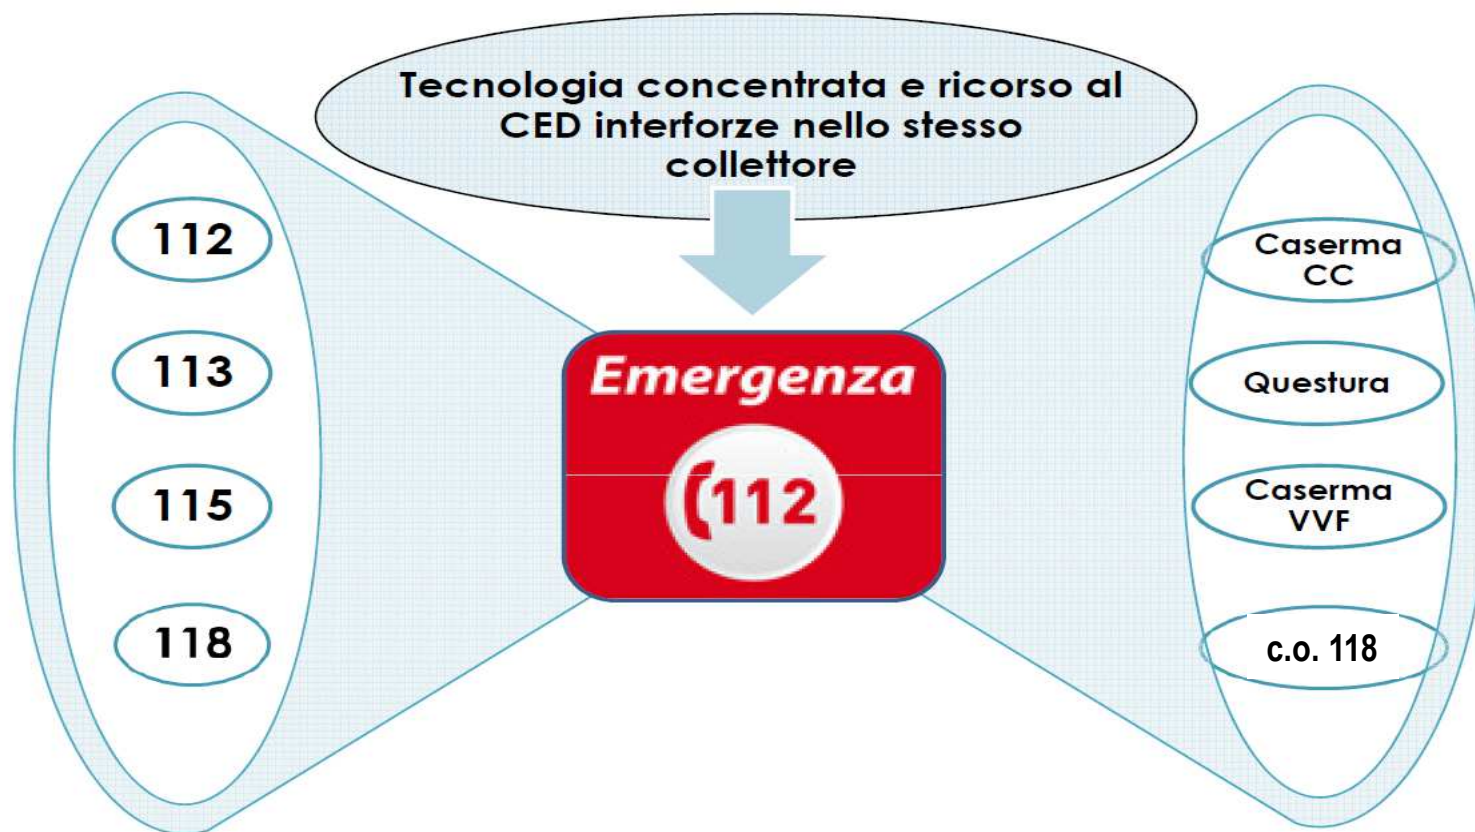 Tecnologia concentrata e ricorso al
CED interforze nello stesso
collettore
112
113
115
118
Emergenza
112
Caserma
CC
Questura
Caserma
VVF
c.o. 118